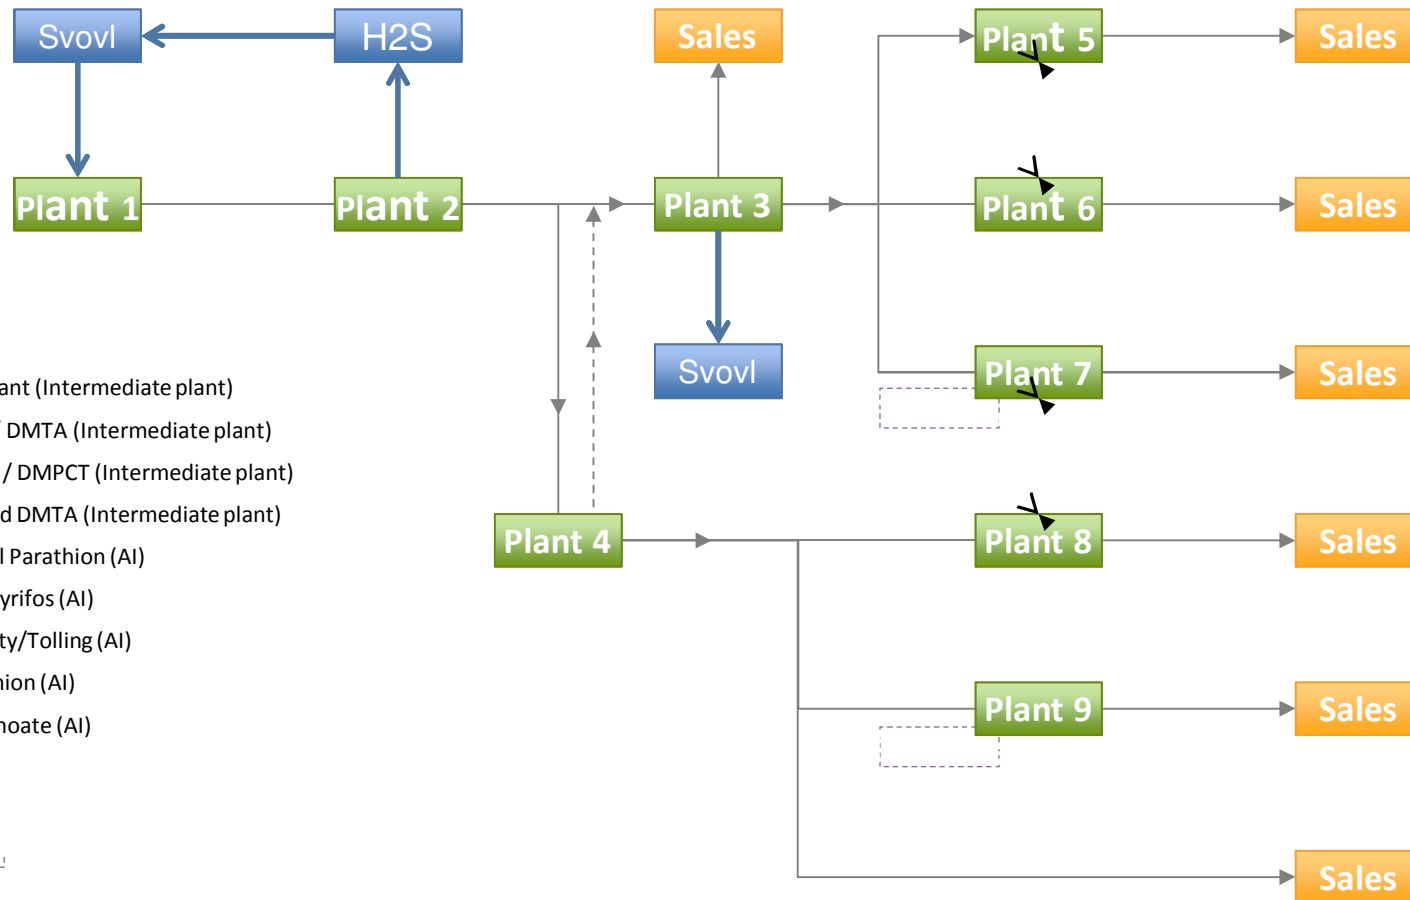 Svovl
H2S
Sales
Plant 5
Sales
Plant 1
Plant 2
Plant 3
Plant 6
Sales
Svovl
Plant 7
Sales
ant (Intermediate plant)
/ DMTA (Intermediate plant)
/ DMPCT (Intermediate plant)
d DMTA (Intermediate plant)
l Parathion (AI)
yrifos (AI)
ty/Tolling (AI)
nion (AI)
noate (AI)
Plant 4
Plant 8
Sales
Plant 9
Sales
Sales